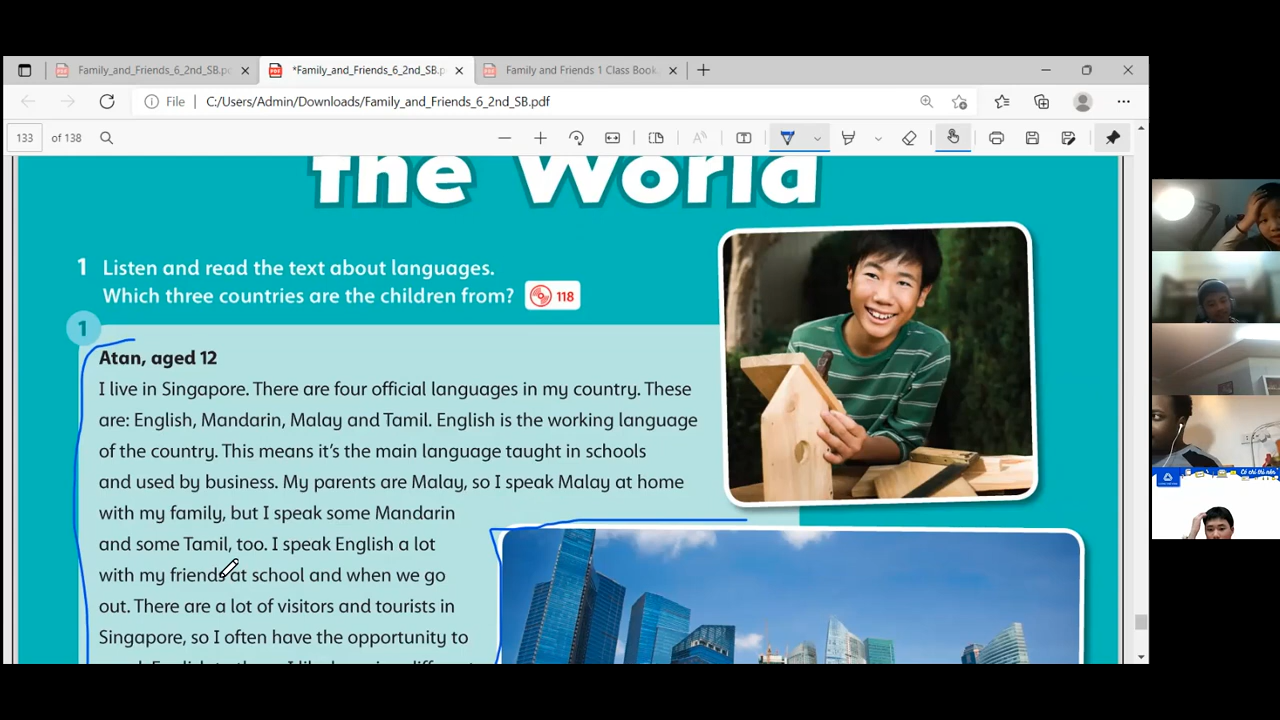 Family_and_Friends_6_2nd_SB.pd
*Family_and_Friends_6_2nd_SB.p
Family and Friends 1 Class Book
File C:/Users/Admin/Downloads/Family_and_Friends_6_2nd_SB.pdf
133 of 138
the World
1 Listen and read the text about languages.
Which three countries are the children from? 118
1
Atan, aged 12
I live in Singapore. There are four official languages in my country. These
are: English, Mandarin, Malay and Tamil. English is the working language
of the country. This means it's the main language taught in schools
and used by business. My parents are Malay, so I speak Malay at home
with my family, but I speak some Mandarin
and some Tamil, too. I speak English a lot
with my friends at school and when we go
out. There are a lot of visitors and tourists in
Singapore, so I often have the opportunity to